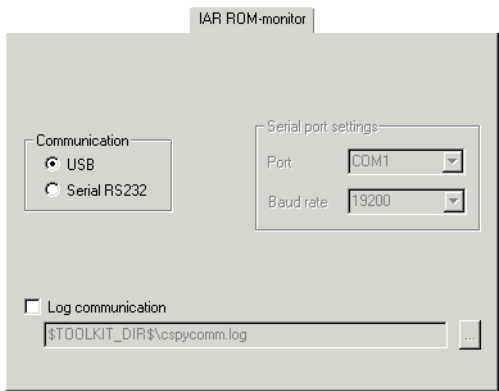 IAR ROM-monitor
Communication
USB
Serial RS232
Serial port settings
Port COM1
Baud rate 19200
Log communication
$TOOLKIT_DIR$\cspycomm.log
...